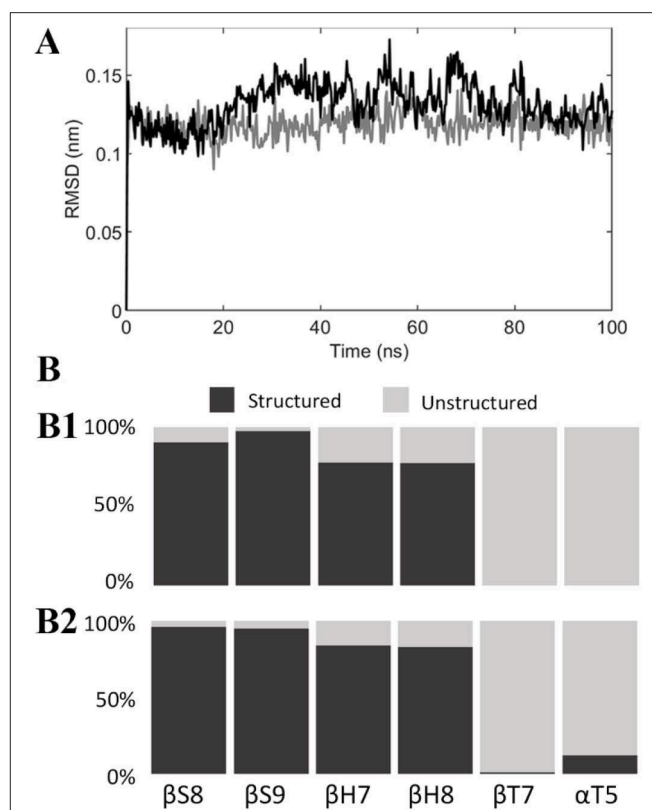 A
0.15
0.1
0.05
0
RMSD (nm)
0 20 40 60 80 100
Time (ns)
B
Structured Unstructured
B1
100%
50%
0%
B2
100%
50%
0%
βS8 βS9 βH7 βH8 βT7 αT5